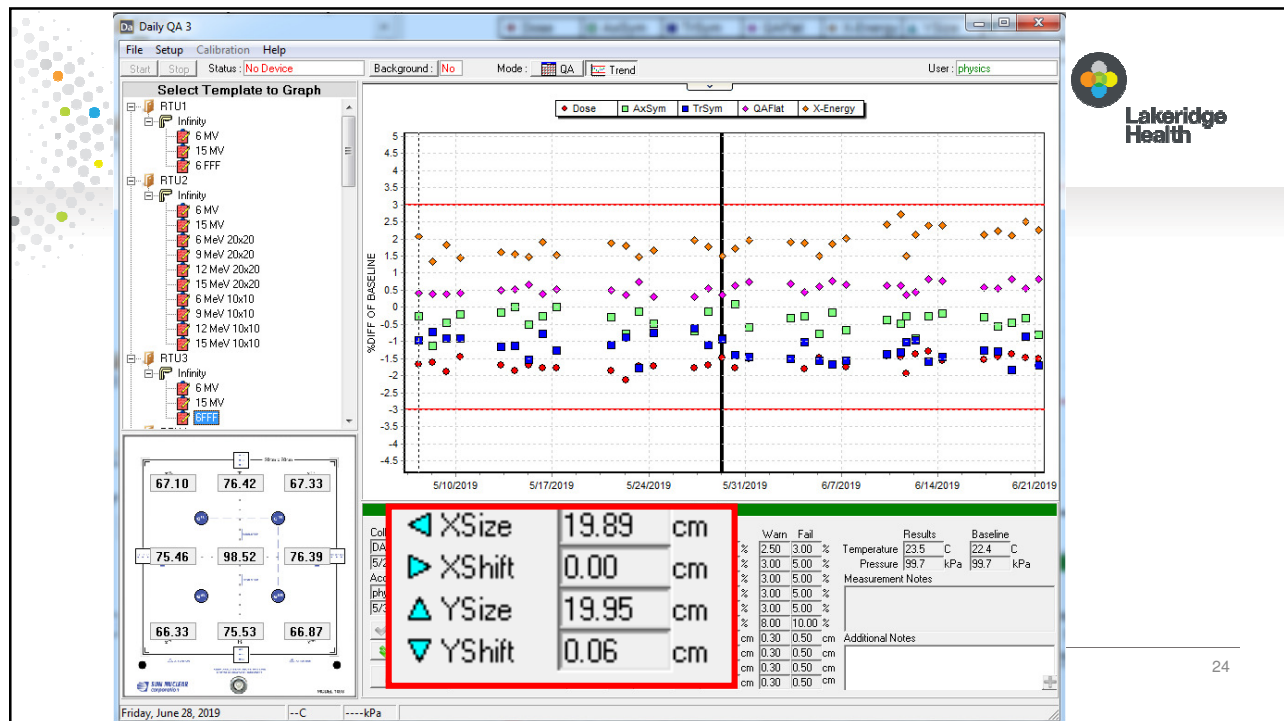 Da Daily QA 3
File Setup Calibration Help
Start Stop Status : No Device Background : No Mode : QA Trend User : physics
Select Template to Graph
RTU1
Infinity
6 MV
15 MV
6 FFF
RTU2
Infinity
6 MV
15 MV
6 MeV 20x20
9 MeV 20x20
12 MeV 20x20
15 MeV 20x20
6 MeV 10x10
9 MeV 10x10
12 MeV 10x10
15 MeV 10x10
RTU3
Infinity
6 MV
15 MV
6FFF
Dose AxSym TrSym QAFlat X-Energy
%DIFF OF BASELINE
5
4.5
4
3.5
3
2.5
2
1.5
1
0.5
0
-0.5
-1
-1.5
-2
-2.5
-3
-3.5
-4
-4.5
5/10/2019 5/17/2019 5/24/2019 5/31/2019 6/7/2019 6/14/2019 6/21/2019
67.10 76.42 67.33
75.46 98.52 76.39
66.33 75.53 66.87
SUN NUCLEAR
corporation
XSize 19.89 cm
XShift 0.00 cm
YSize 19.95 cm
YShift 0.06 cm
Warn Fail
% 2.50 3.00 %
% 3.00 5.00 %
% 3.00 5.00 %
% 3.00 5.00 %
% 3.00 5.00 %
% 8.00 10.00 %
cm 0.30 0.50 cm
cm 0.30 0.50 cm
cm 0.30 0.50 cm
cm 0.30 0.50 cm
Results Baseline
Temperature 23.5 C 22.4 C
Pressure 99.7 kPa 99.7 kPa
Measurement Notes
Additional Notes
Friday, June 28, 2019 --C ----kPa
Lakeridge
Health
24